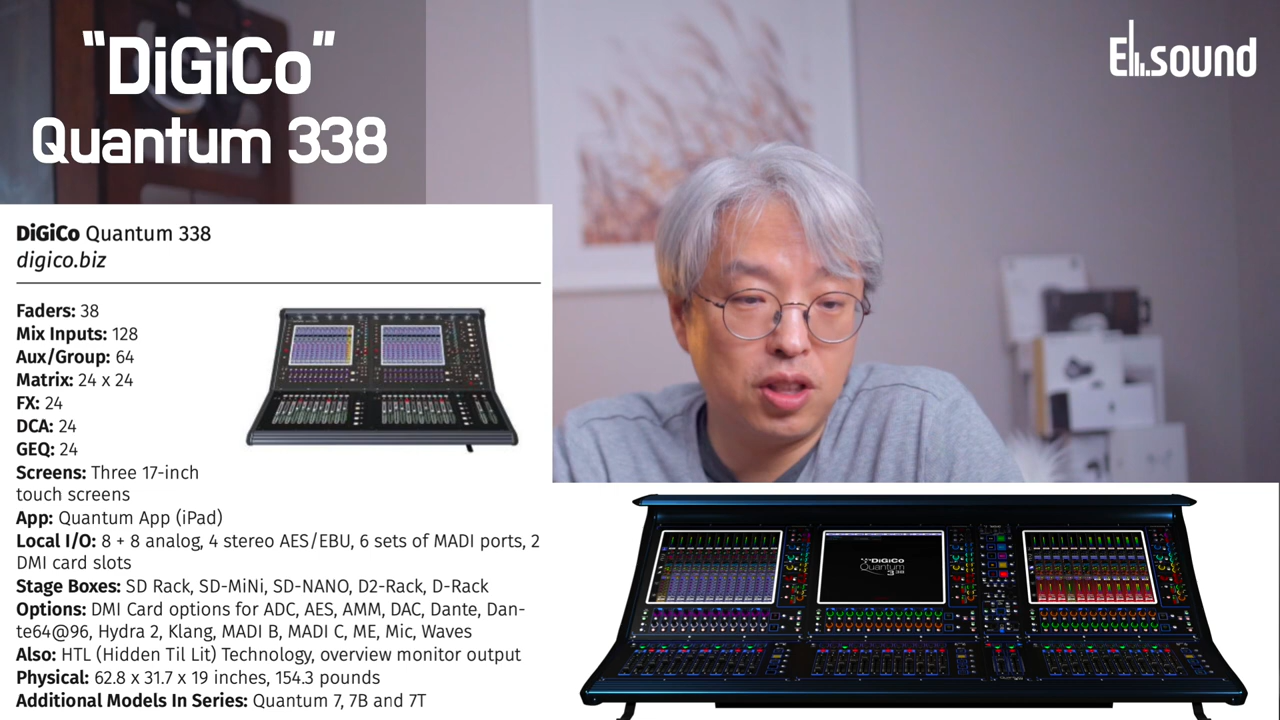 "DiGiCo"
Quantum 338
El.sound
DiGiCo Quantum 338
digico.biz
Faders: 38
Mix Inputs: 128
Aux/Group: 64
Matrix: 24 x 24
FX: 24
DCA: 24
GEQ: 24
Screens: Three 17-inch
touch screens
App: Quantum App (iPad)
Local I/O: 8 + 8 analog, 4 stereo AES/EBU, 6 sets of MADI ports, 2
DMI card slots
Stage Boxes: SD Rack, SD-MiNi, SD-NANO, D2-Rack, D-Rack
Options: DMI Card options for ADC, AES, AMM, DAC, Dante, Dan-
te64@96, Hydra 2, Klang, MADI B, MADI C, ME, Mic, Waves
Also: HTL (Hidden Til Lit) Technology, overview monitor output
Physical: 62.8 x 31.7 x 19 inches, 154.3 pounds
Additional Models In Series: Quantum 7, 7B and 7T
DiGiCo
Quantum
338